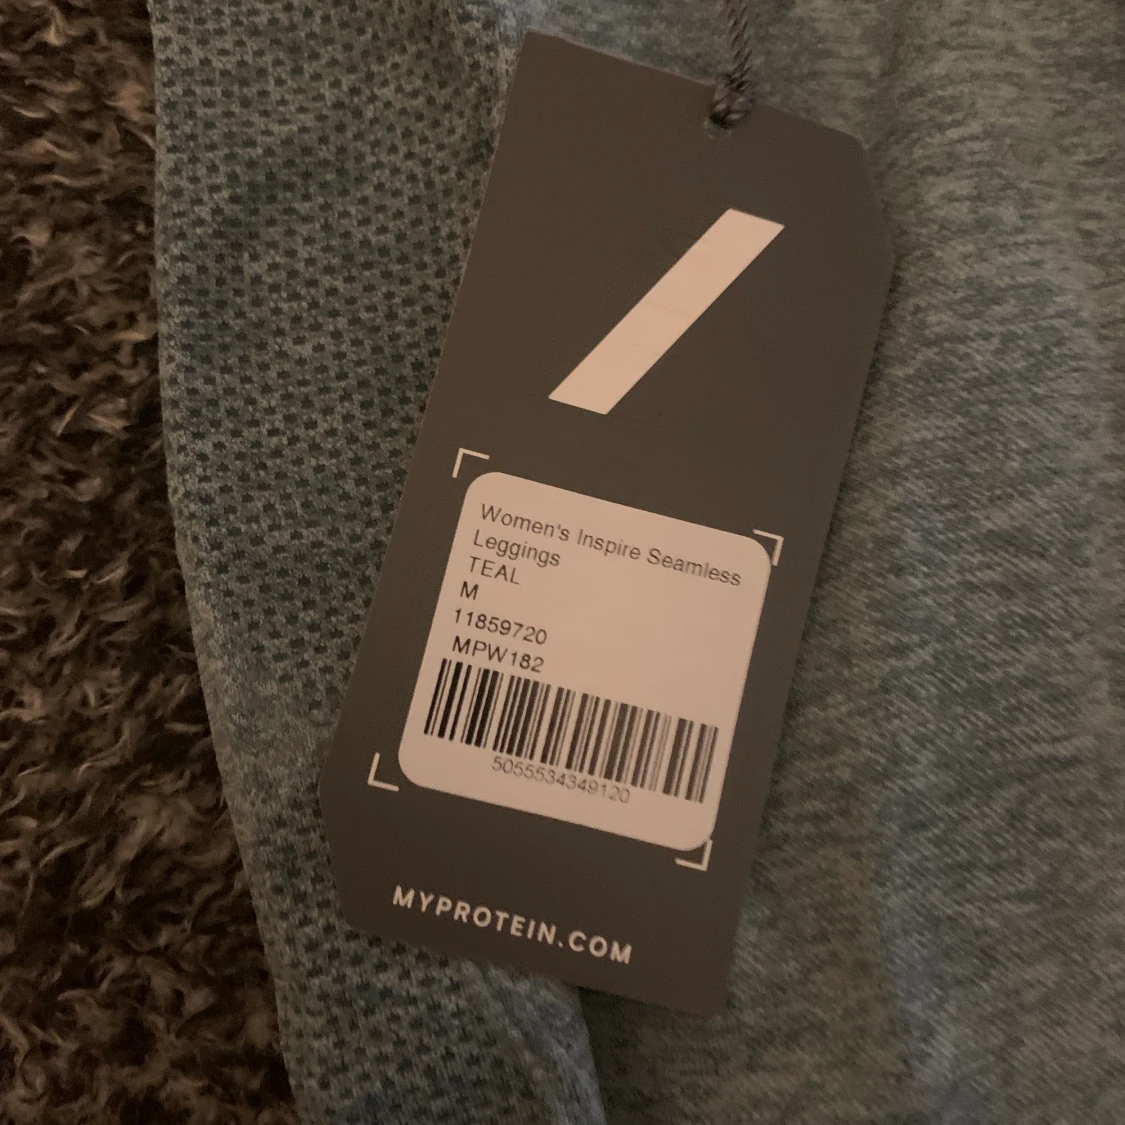 Women's Inspire Seamless
Leggings
TEAL
M
11859720
MPW182
5055534349120
MYPROTEIN.COM